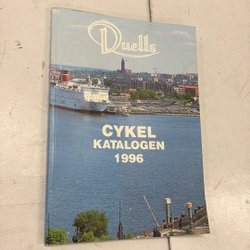 Duells
CYKEL
KATALOGEN
1996